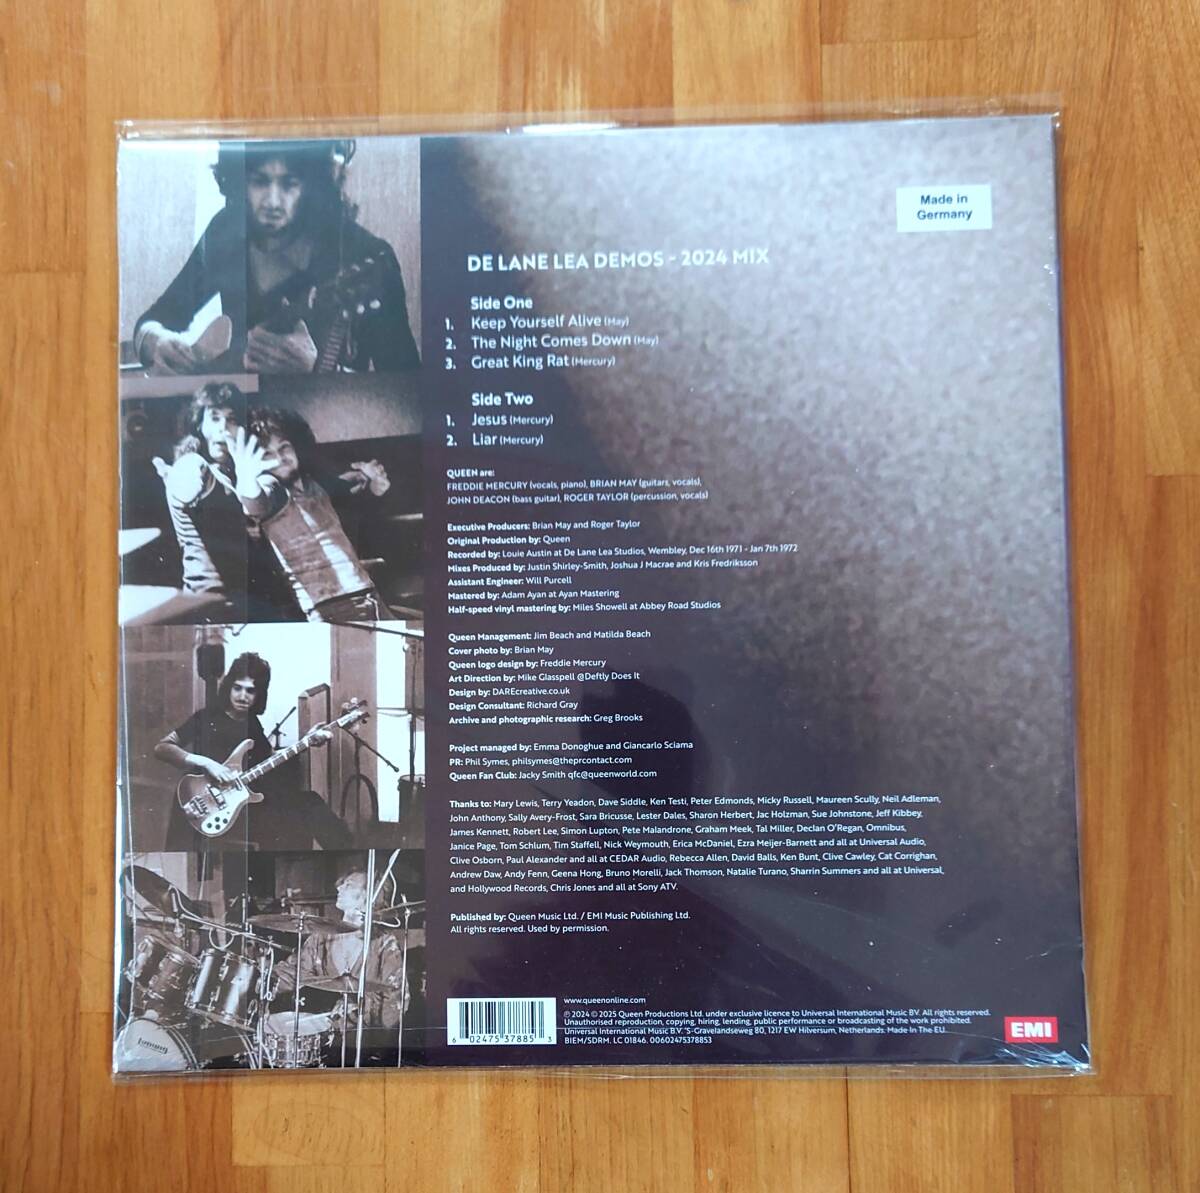 Made in
Germany
DE LANE LEA DEMOS - 2024 MIX
Side One
1. Keep Yourself Alive (May)
2. The Night Comes Down (May)
3. Great King Rat (Mercury)
Side Two
1. Jesus (Mercury)
2. Liar (Mercury)
QUEEN are:
FREDDIE MERCURY (vocals, piano), BRIAN MAY (guitars, vocals),
JOHN DEACON (bass guitar), ROGER TAYLOR (percussion, vocals)
Executive Producers: Brian May and Roger Taylor
Original Production by: Queen
Recorded by: Louie Austin at De Lane Lea Studios, Wembley, Dec 16th 1971 - Jan 7th 1972
Mixes Produced by: Justin Shirley-Smith, Joshua J Macrae and Kris Fredriksson
Assistant Engineer: Will Purcell
Mastered by: Adam Ayan at Ayan Mastering
Half-speed vinyl mastering by: Miles Showell at Abbey Road Studios
Queen Management: Jim Beach and Matilda Beach
Cover photo by: Brian May
Queen logo design by: Freddie Mercury
Art Direction by: Mike Glasspell @Deftly Does It
Design by: DAREcreative.co.uk
Design Consultant: Richard Gray
Archive and photographic research: Greg Brooks
Project managed by: Emma Donoghue and Giancarlo Sciama
PR: Phil Symes, philsymes@theprcontact.com
Queen Fan Club: Jacky Smith qfc@queenworld.com
Thanks to: Mary Lewis, Terry Yeadon, Dave Siddle, Ken Testi, Peter Edmonds, Micky Russell, Maureen Scully, Neil Adleman,
John Anthony, Sally Avery-Frost, Sara Bricusse, Lester Dales, Sharon Herbert, Jac Holzman, Sue Johnstone, Jeff Kibbey,
James Kennett, Robert Lee, Simon Lupton, Pete Malandrone, Graham Meek, Tal Miller, Declan O'Regan, Omnibus,
Janice Page, Tom Schlum, Tim Staffell, Nick Weymouth, Erica McDaniel, Ezra Meijer-Barnett and all at Universal Audio,
Clive Osborn, Paul Alexander and all at CEDAR Audio, Rebecca Allen, David Balls, Ken Bunt, Clive Cawley, Cat Corrighan,
Andrew Daw, Andy Fenn, Geena Hong, Bruno Morelli, Jack Thomson, Natalie Turano, Sharrin Summers and all at Universal,
and Hollywood Records, Chris Jones and all at Sony ATV.
Published by: Queen Music Ltd. / EMI Music Publishing Ltd.
All rights reserved. Used by permission.
www.queenonline.com
℗ 2024 © 2025 Queen Productions Ltd. under exclusive licence to Universal International Music BV. All rights reserved.
Unauthorised reproduction, copying, hiring, lending, public performance or broadcasting of the work prohibited.
Universal International Music B.V. 'S-Gravelandseweg 80, 1217 EW Hilversum, Netherlands. Made In The EU.
BIEM/SDRM. LC 01846. 00602475378853
6 02475 37885 3
EMI
Ludwig